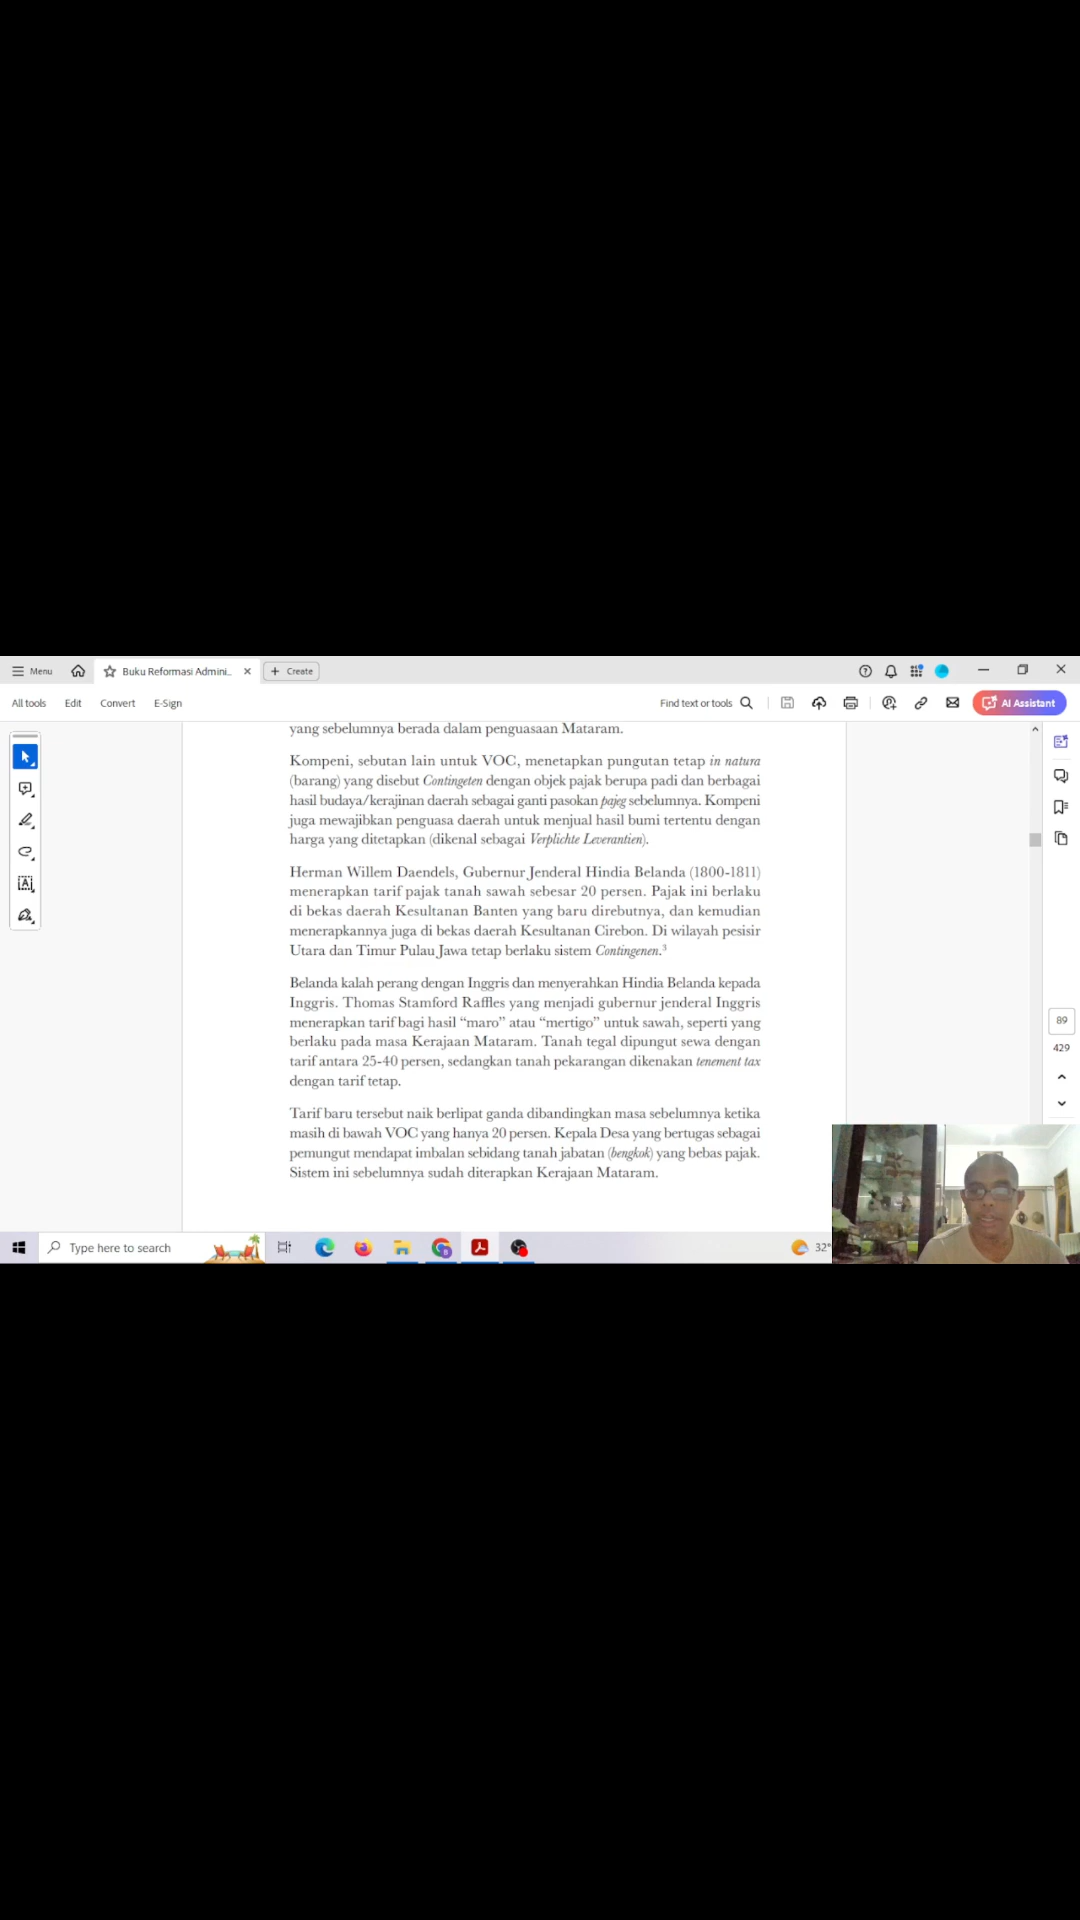 Menu
Buku Reformasi Admini...
Create
All tools
Edit
Convert
E-Sign
Find text or tools
AI Assistant
yang sebelumnya berada dalam penguasaan Mataram.
Kompeni, sebutan lain untuk VOC, menetapkan pungutan tetap in natura
(barang) yang disebut Contingeten dengan objek pajak berupa padi dan berbagai
hasil budaya/kerajinan daerah sebagai ganti pasokan pajeg sebelumnya. Kompeni
juga mewajibkan penguasa daerah untuk menjual hasil bumi tertentu dengan
harga yang ditetapkan (dikenal sebagai Verplichte Leverantien).
Herman Willem Daendels, Gubernur Jenderal Hindia Belanda (1800-1811)
menerapkan tarif pajak tanah sawah sebesar 20 persen. Pajak ini berlaku
di bekas daerah Kesultanan Banten yang baru direbutnya, dan kemudian
menerapkannya juga di bekas daerah Kesultanan Cirebon. Di wilayah pesisir
Utara dan Timur Pulau Jawa tetap berlaku sistem Contingenen.³
Belanda kalah perang dengan Inggris dan menyerahkan Hindia Belanda kepada
Inggris. Thomas Stamford Raffles yang menjadi gubernur jenderal Inggris
menerapkan tarif bagi hasil “maro” atau “mertigo” untuk sawah, seperti yang
berlaku pada masa Kerajaan Mataram. Tanah tegal dipungut sewa dengan
tarif antara 25-40 persen, sedangkan tanah pekarangan dikenakan tenement tax
dengan tarif tetap.
Tarif baru tersebut naik berlipat ganda dibandingkan masa sebelumnya ketika
masih di bawah VOC yang hanya 20 persen. Kepala Desa yang bertugas sebagai
pemungut mendapat imbalan sebidang tanah jabatan (bengkok) yang bebas pajak.
Sistem ini sebelumnya sudah diterapkan Kerajaan Mataram.
89
429
Type here to search
32°